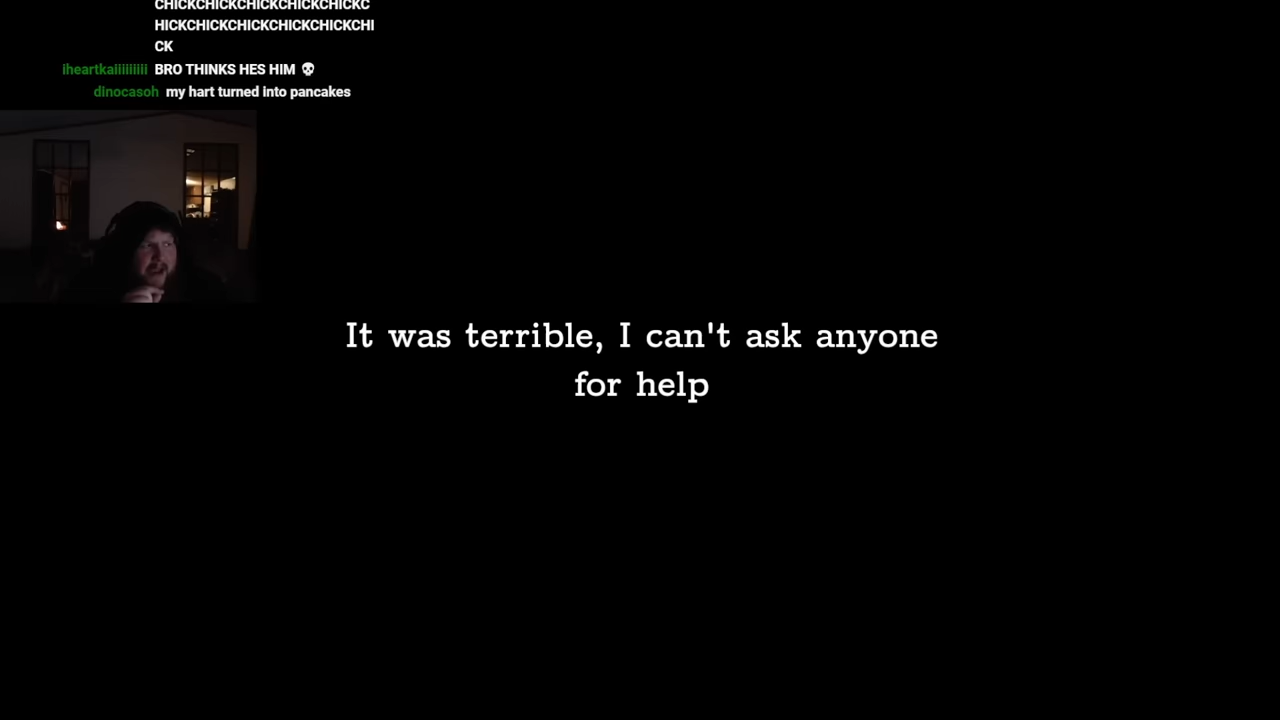 CHICKCHICKCHICKCHICKCHICKC
HICKCHICKCHICKCHICKCHICKCHI
CK
iheartkaiiiiiiiii BRO THINKS HES HIM 💀
dinocasoh my hart turned into pancakes
It was terrible, I can't ask anyone
for help